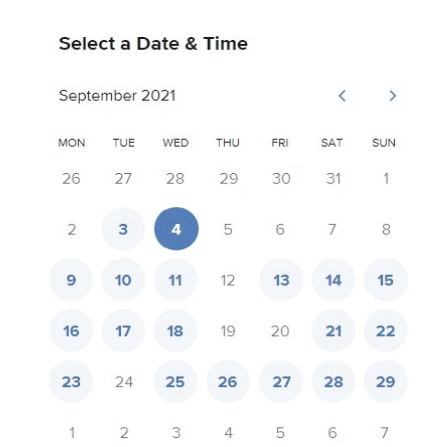 Select a Date & Time
September 2021
MON TUE WED THU FRI SAT SUN
26 27 28 29 30 31 1
2 3 4 5 6 7 8
9 10 11 12 13 14 15
16 17 18 19 20 21 22
23 24 25 26 27 28 29
1 2 3 4 5 6 7